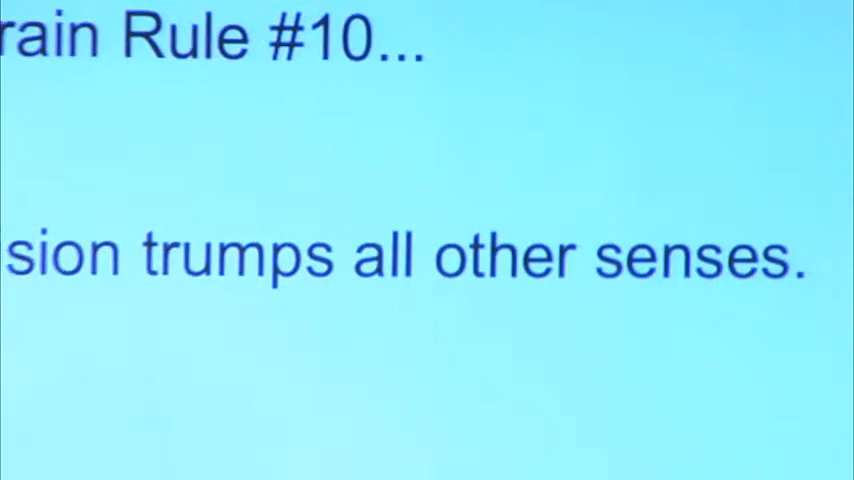 rain Rule #10...
sion trumps all other senses.